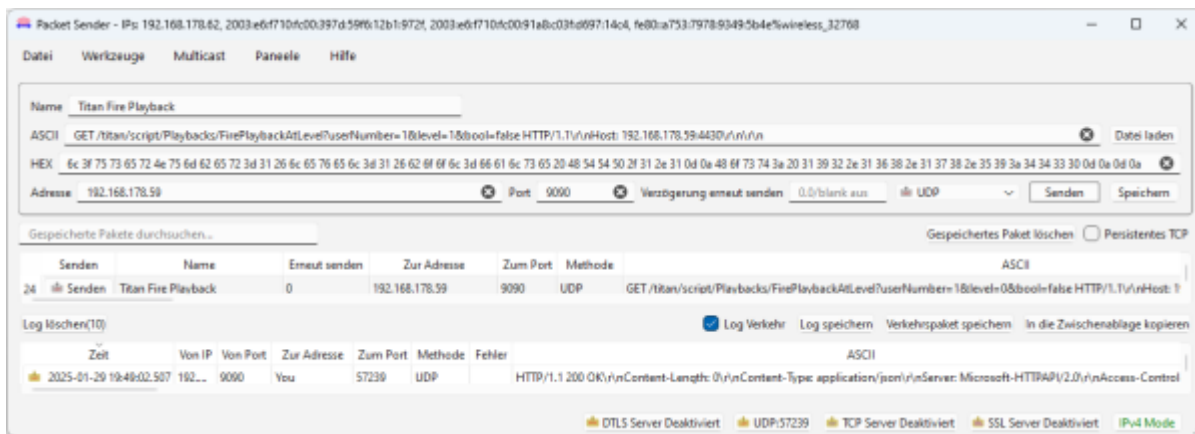 Packet Sender - IPs: 192.168.178.62, 2003:e6:f710:fc00:397d:59f6:12b1:972f, 2003:e6:f710:fc00:91a8:c03f:d697:14c4, fe80::a753:7978:9349:5b4e%wireless_32768
Datei Werkzeuge Multicast Paneele Hilfe
Name Titan Fire Playback
ASCII GET /titan/script/Playbacks/FirePlaybackAtLevel?userNumber=1&level=1&bool=false HTTP/1.1\r\nHost: 192.168.178.59:4430\r\n\r\n Datei laden
HEX 6c 3f 75 73 65 72 4e 75 6d 62 65 72 3d 31 26 6c 65 76 65 6c 3d 31 26 62 6f 6f 6c 3d 66 61 6c 73 65 20 48 54 54 50 2f 31 2e 31 0d 0a 48 6f 73 74 3a 20 31 39 32 2e 31 36 38 2e 31 37 38 2e 35 39 3a 34 34 33 30 0d 0a 0d 0a
Adresse 192.168.178.59 Port 9090 Verzögerung erneut senden 0.0/blank aus UDP Senden Speichern
Gespeicherte Pakete durchsuchen... Gespeichertes Paket löschen Persistentes TCP
Senden Name Erneut senden Zur Adresse Zum Port Methode ASCII
24 Senden Titan Fire Playback 0 192.168.178.59 9090 UDP GET /titan/script/Playbacks/FirePlaybackAtLevel?userNumber=1&level=0&bool=false HTTP/1.1\r\nHost: 1
Log löschen(10) Log Verkehr Log speichern Verkehrspaket speichern In die Zwischenablage kopieren
Zeit Von IP Von Port Zur Adresse Zum Port Methode Fehler ASCII
2025-01-29 19:49:02.507 192.... 9090 You 57239 UDP HTTP/1.1 200 OK\r\nContent-Length: 0\r\nContent-Type: application/json\r\nServer: Microsoft-HTTPAPI/2.0\r\nAccess-Control
DTLS Server Deaktiviert UDP:57239 TCP Server Deaktiviert SSL Server Deaktiviert IPv4 Mode